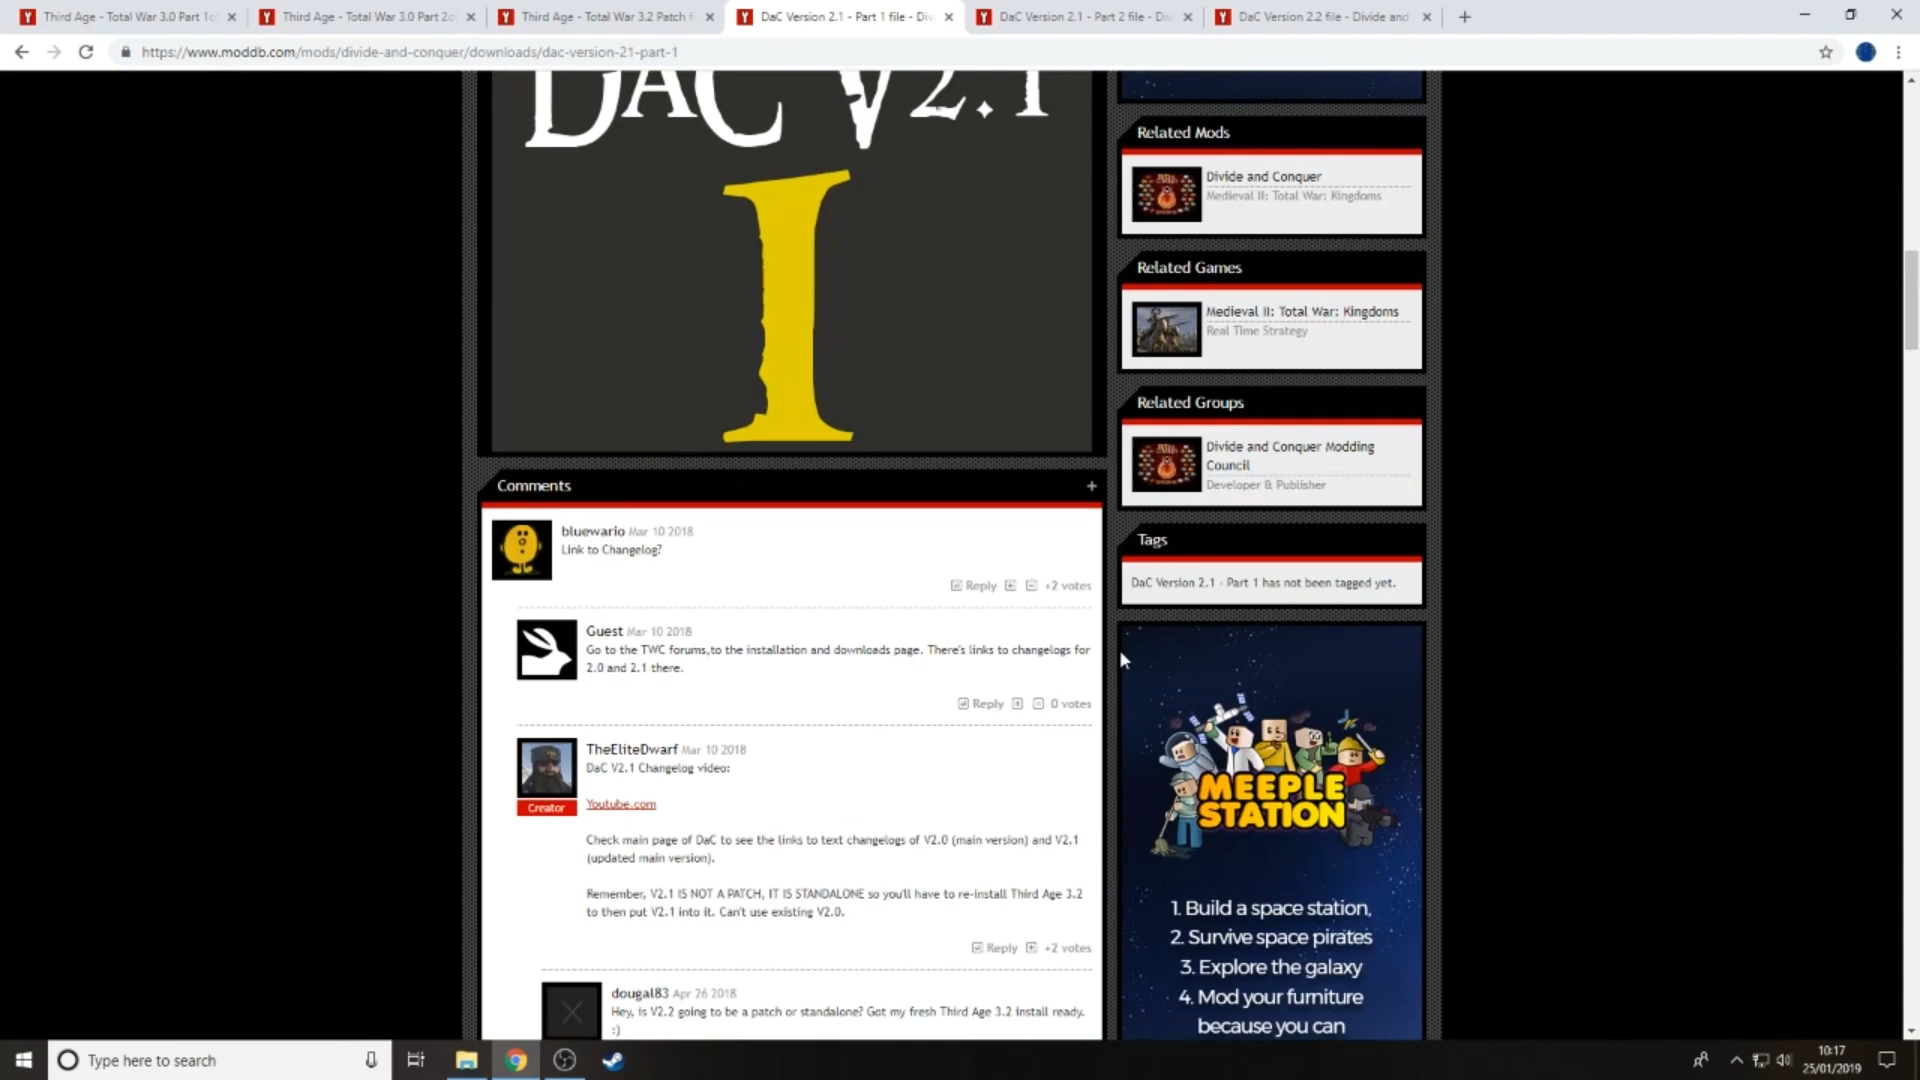 Third Age - Total War 3.0 Part 1o
Third Age - Total War 3.0 Part 2o
Third Age - Total War 3.2 Patch f
DaC Version 2.1 - Part 1 file - Div
DaC Version 2.1 - Part 2 file - Div
DaC Version 2.2 file - Divide and
https://www.moddb.com/mods/divide-and-conquer/downloads/dac-version-21-part-1
DAC V2.1
I
Related Mods
Divide and Conquer
Medieval II: Total War: Kingdoms
Related Games
Medieval II: Total War: Kingdoms
Real Time Strategy
Related Groups
Divide and Conquer Modding
Council
Developer & Publisher
Tags
DaC Version 2.1 - Part 1 has not been tagged yet.
Comments
bluewario Mar 10 2018
Link to Changelog?
Reply +2 votes
Guest Mar 10 2018
Go to the TWC forums,to the installation and downloads page. There's links to changelogs for
2.0 and 2.1 there.
Reply 0 votes
TheEliteDwarf Mar 10 2018
DaC V2.1 Changelog video:
Creator
Youtube.com
Check main page of DaC to see the links to text changelogs of V2.0 (main version) and V2.1
(updated main version).
Remember, V2.1 IS NOT A PATCH, IT IS STANDALONE so you'll have to re-install Third Age 3.2
to then put V2.1 into it. Can't use existing V2.0.
Reply +2 votes
dougal83 Apr 26 2018
Hey, is V2.2 going to be a patch or standalone? Got my fresh Third Age 3.2 install ready.
:)
MEEPLE
STATION
1. Build a space station,
2. Survive space pirates
3. Explore the galaxy
4. Mod your furniture
because you can
Type here to search
10:17
25/01/2019